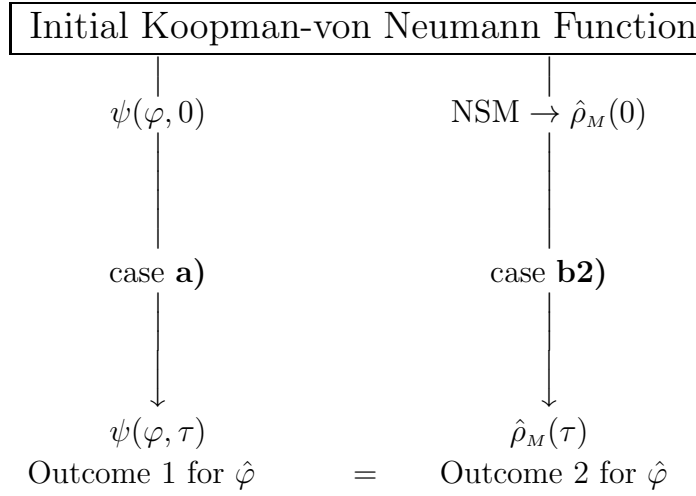 Initial Koopman-von Neumann Function
ψ(φ, 0) NSM → ρ̂_M(0)
case a) case b2)
ψ(φ, τ) ρ̂_M(τ)
Outcome 1 for φ̂ = Outcome 2 for φ̂